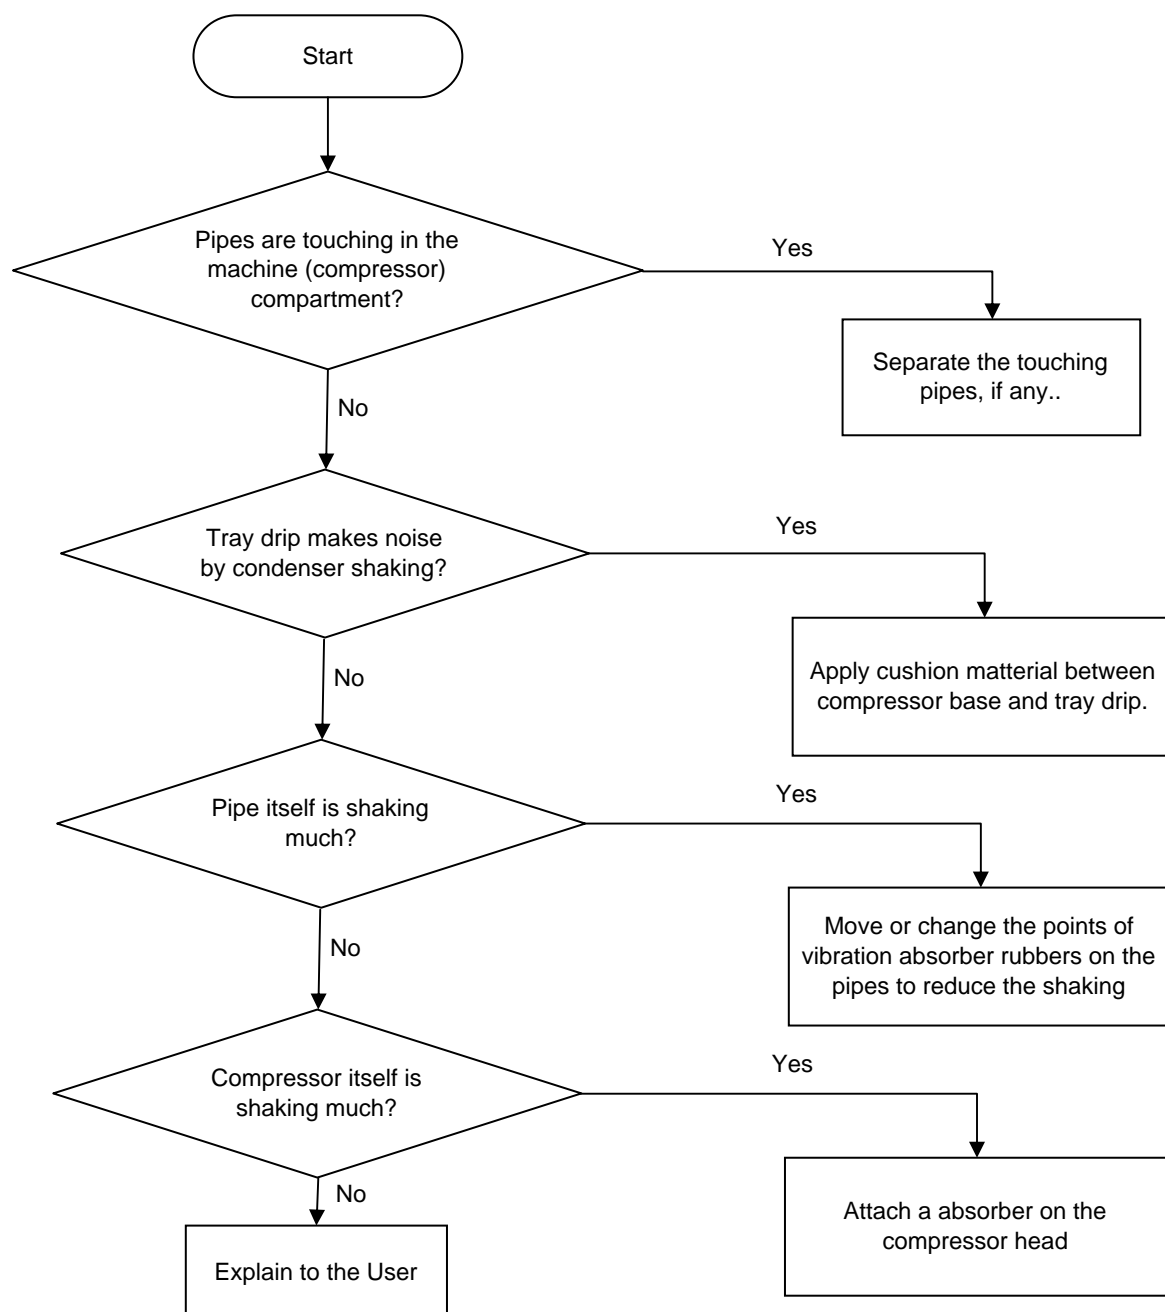 Start
Pipes are touching in the
machine (compressor)
compartment?
Yes
Separate the touching
pipes, if any..
No
Tray drip makes noise
by condenser shaking?
Yes
Apply cushion matterial between
compressor base and tray drip.
No
Pipe itself is shaking
much?
Yes
Move or change the points of
vibration absorber rubbers on the
pipes to reduce the shaking
No
Compressor itself is
shaking much?
Yes
Attach a absorber on the
compressor head
No
Explain to the User